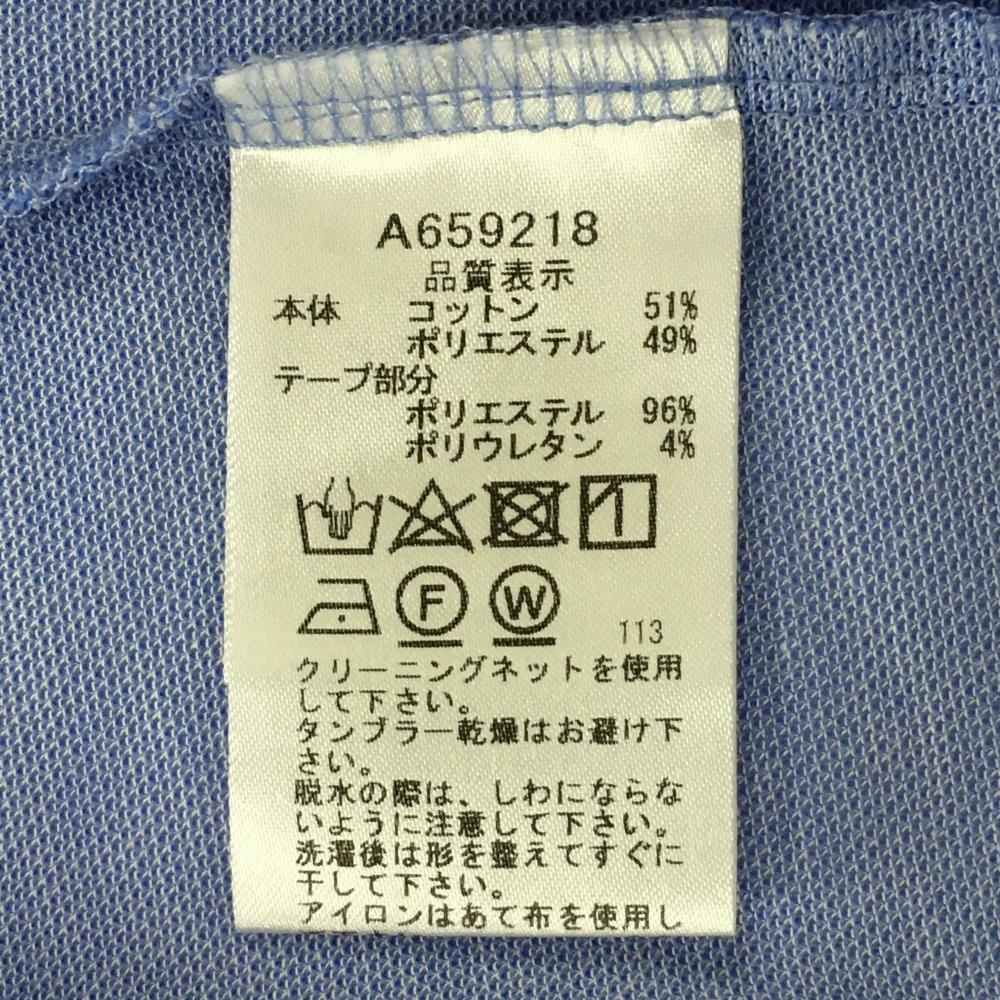 A659218
品質表示
本体 コットン 51%
ポリエステル 49%
テープ部分
ポリエステル 96%
ポリウレタン 4%
F W 113
クリーニングネットを使用
して下さい。
タンブラー乾燥はお避け下
さい。
脱水の際は、しわにならな
いように注意して下さい。
洗濯後は形を整えてすぐに
干して下さい。
アイロンはあて布を使用し